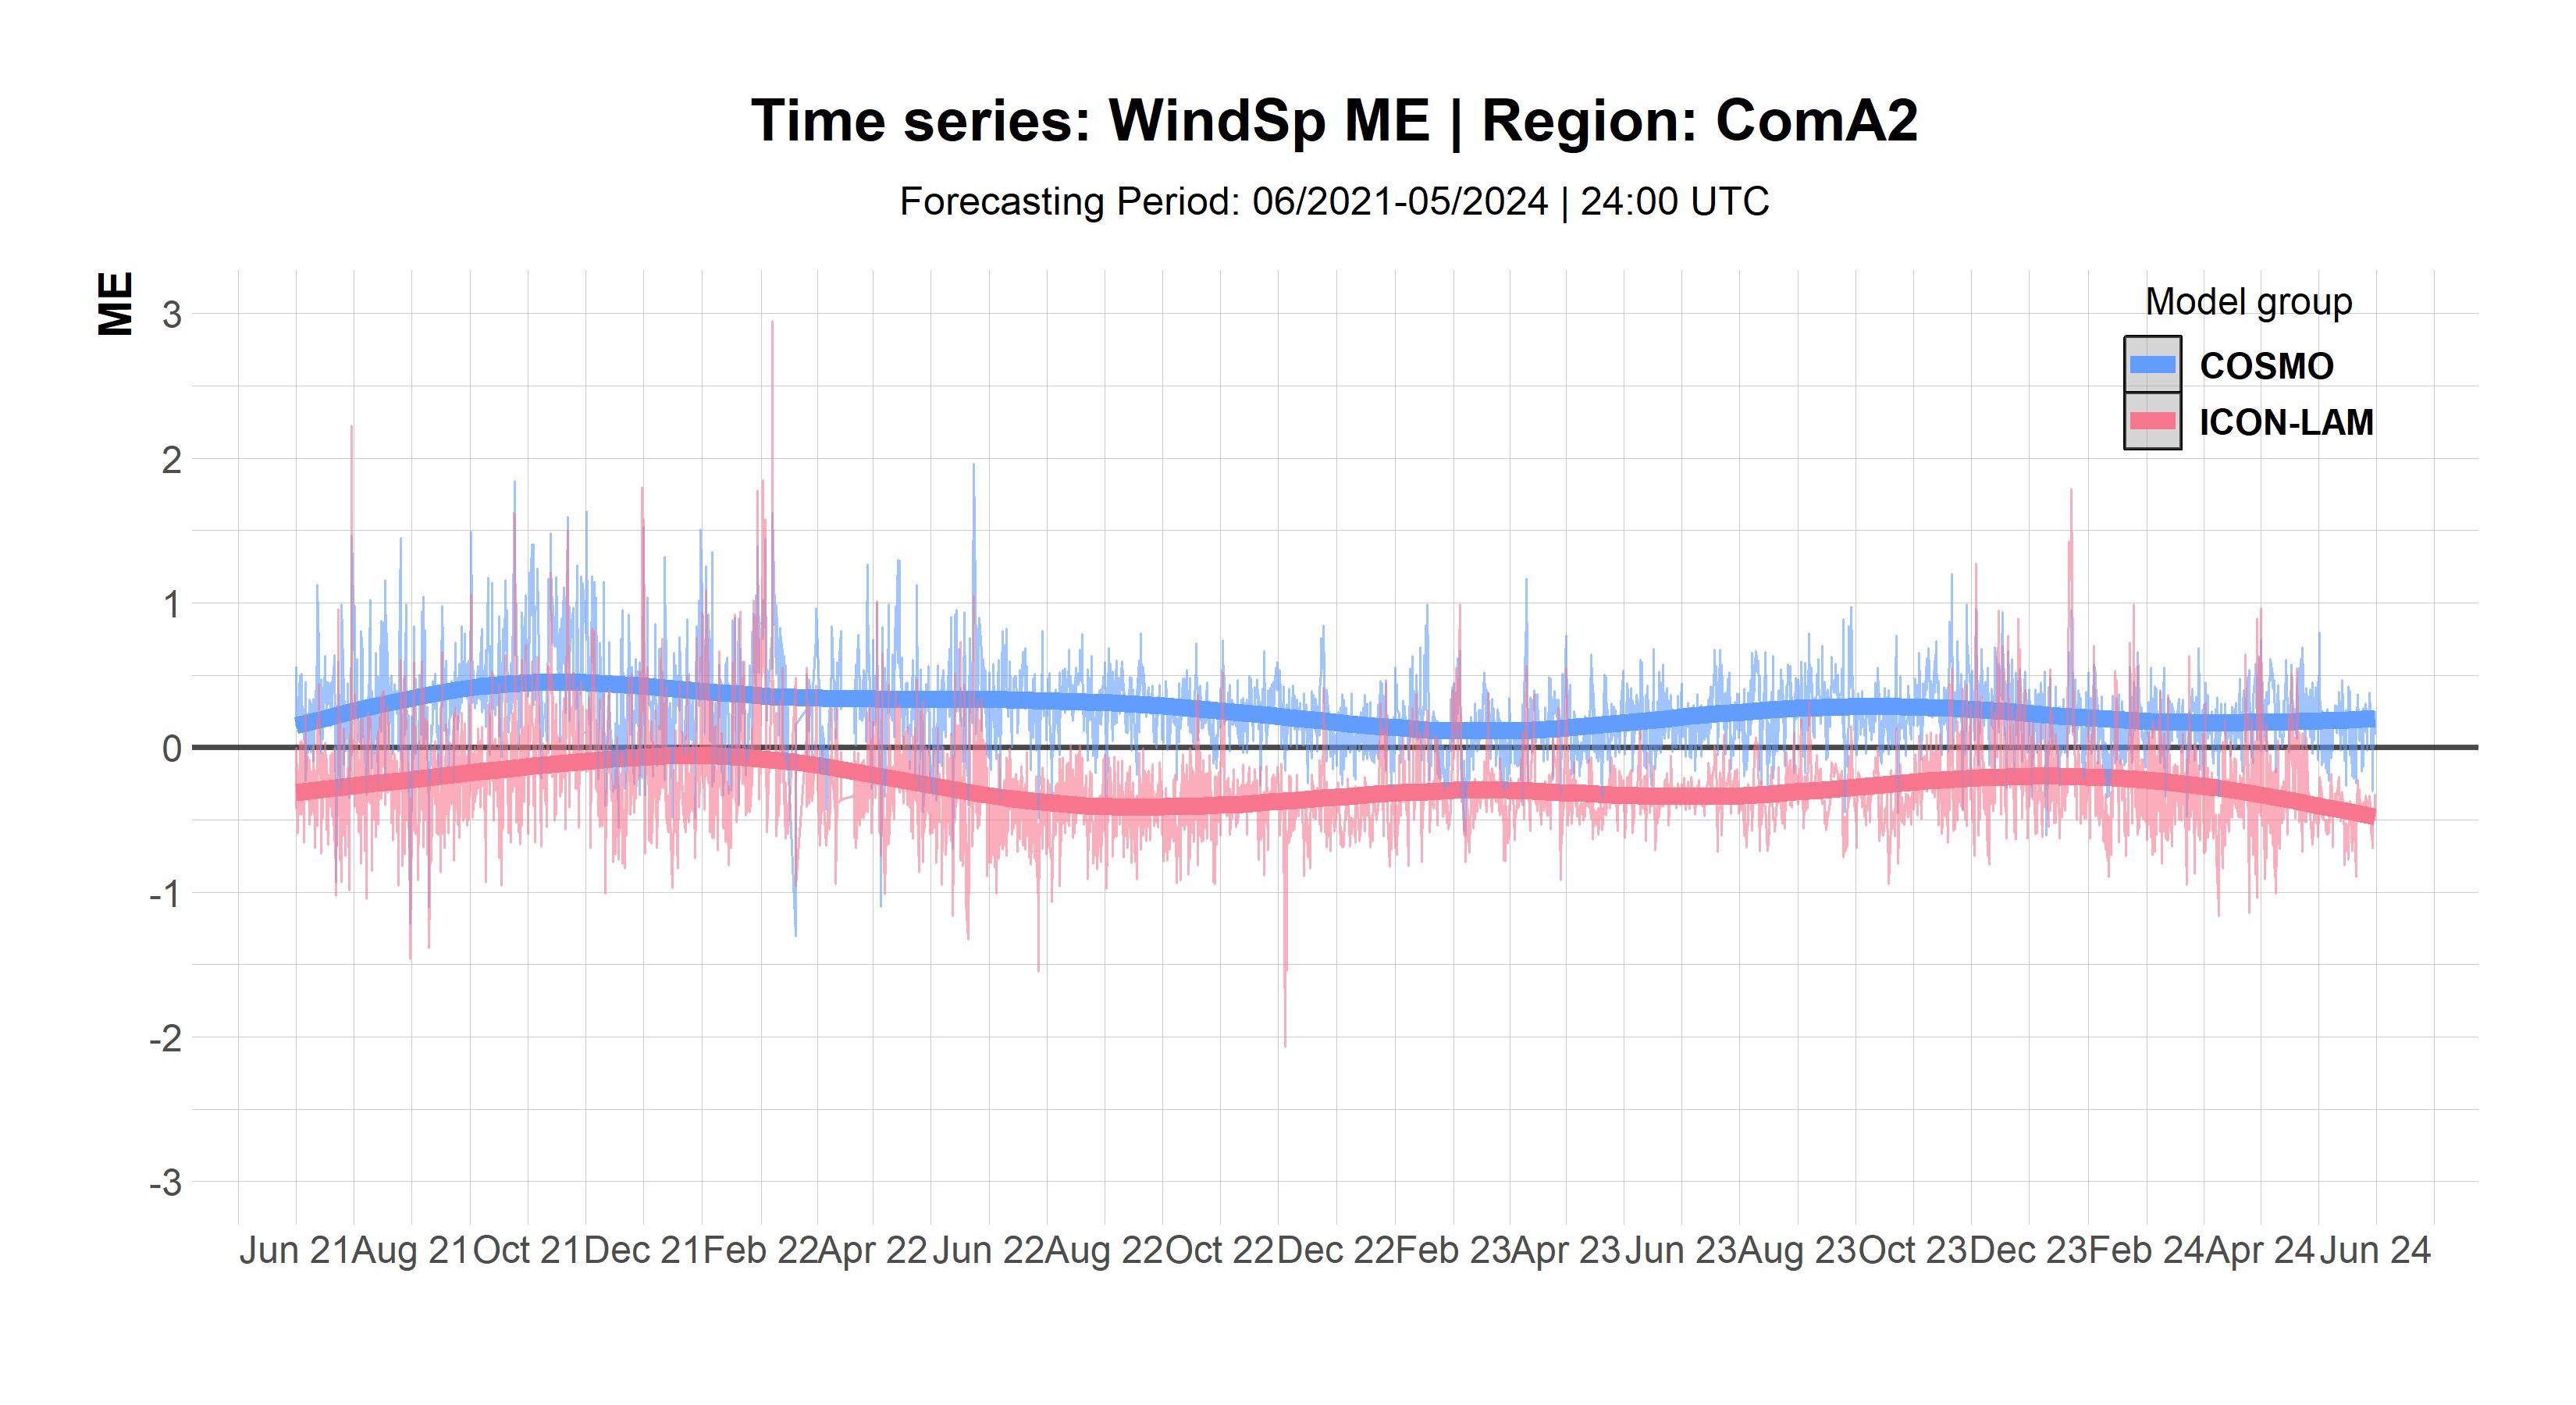 Time series: WindSp ME | Region: ComA2
Forecasting Period: 06/2021-05/2024 | 24:00 UTC
ME
Model group
COSMO
ICON-LAM
3
2
1
0
-1
-2
-3
Jun 21 Aug 21 Oct 21 Dec 21 Feb 22 Apr 22 Jun 22 Aug 22 Oct 22 Dec 22 Feb 23 Apr 23 Jun 23 Aug 23 Oct 23 Dec 23 Feb 24 Apr 24 Jun 24